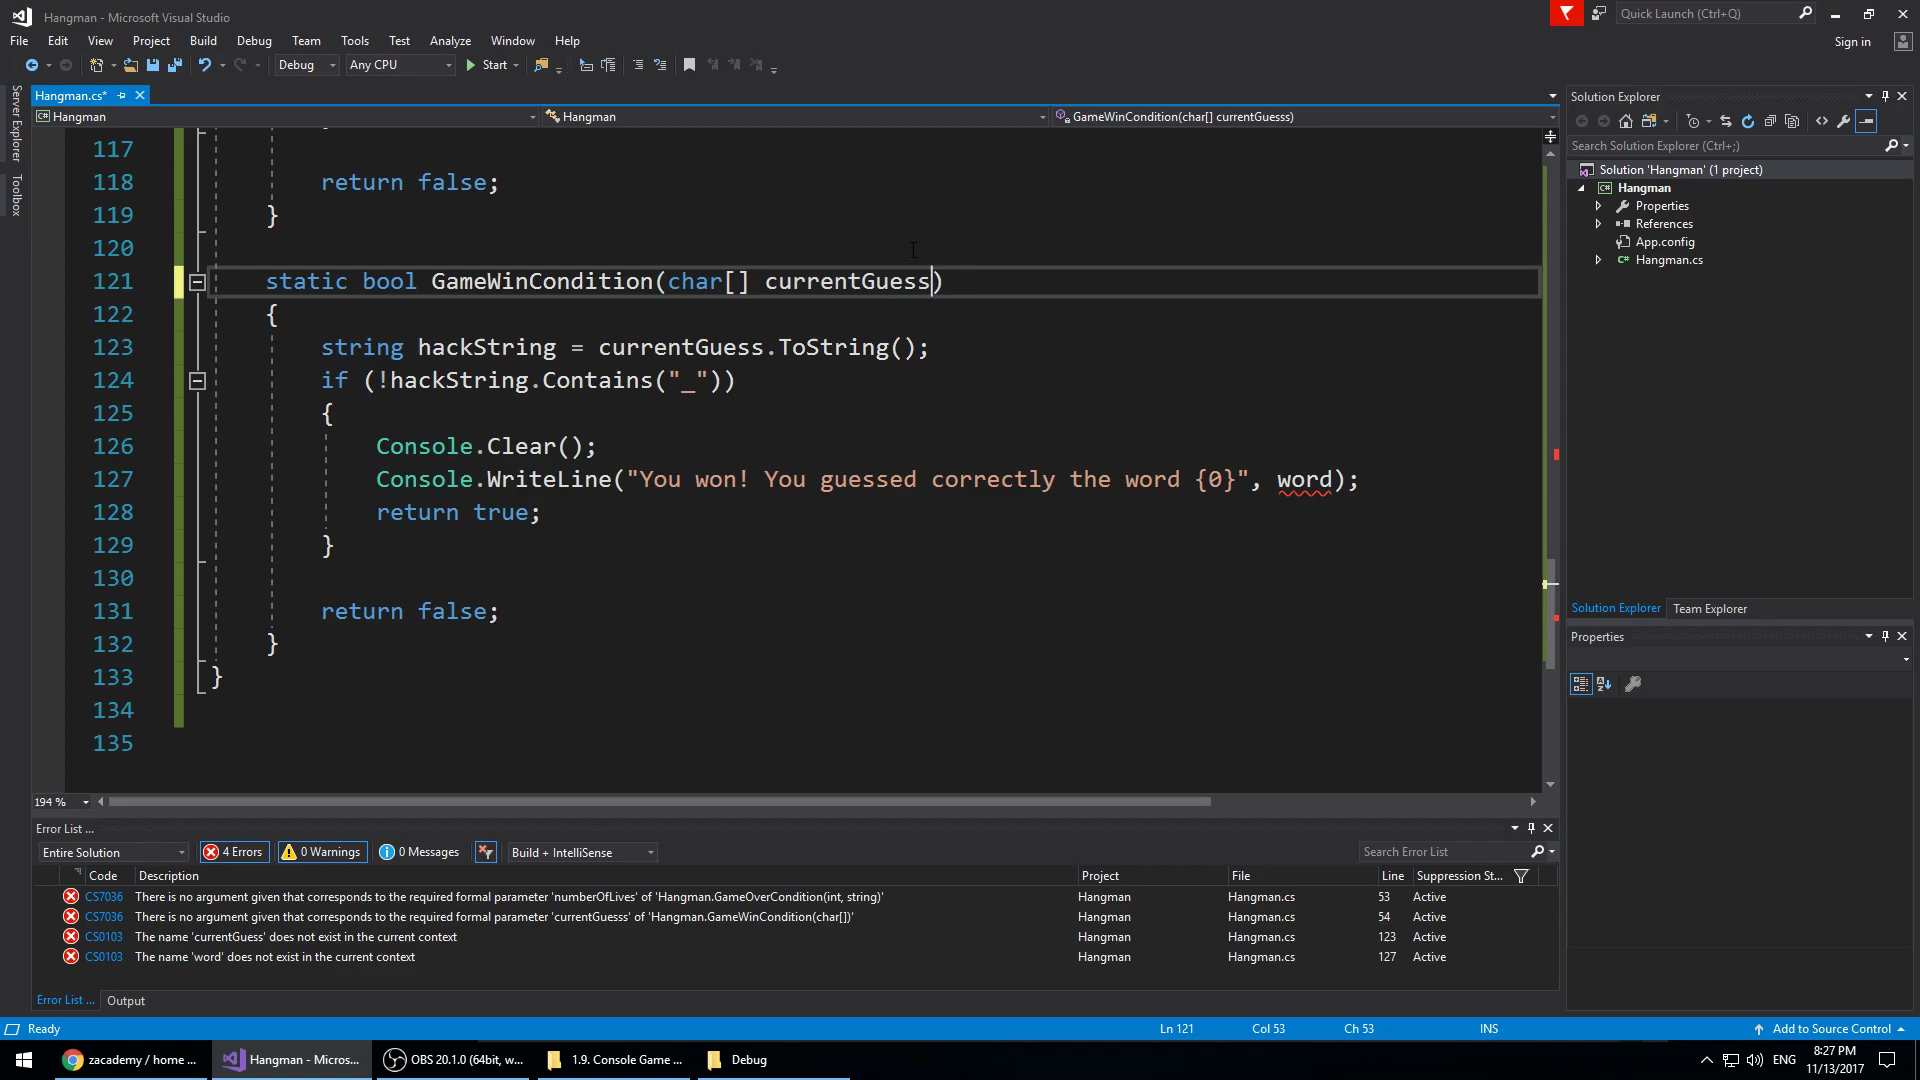 Hangman - Microsoft Visual Studio
Quick Launch (Ctrl+Q)
File Edit View Project Build Debug Team Tools Test Analyze Window Help
Sign in
Debug Any CPU Start
Server Explorer
Toolbox
Hangman.cs*
Hangman Hangman GameWinCondition(char[] currentGuesss)
117
118 return false;
119 }
120
121 static bool GameWinCondition(char[] currentGuess)
122 {
123 string hackString = currentGuess.ToString();
124 if (!hackString.Contains("_"))
125 {
126 Console.Clear();
127 Console.WriteLine("You won! You guessed correctly the word {0}", word);
128 return true;
129 }
130
131 return false;
132 }
133 }
134
135
194 %
Solution Explorer
Search Solution Explorer (Ctrl+;)
Solution 'Hangman' (1 project)
Hangman
Properties
References
App.config
Hangman.cs
Solution Explorer Team Explorer
Properties
Error List ...
Entire Solution 4 Errors 0 Warnings 0 Messages Build + IntelliSense Search Error List
Code Description Project File Line Suppression St...
CS7036 There is no argument given that corresponds to the required formal parameter 'numberOfLives' of 'Hangman.GameOverCondition(int, string)' Hangman Hangman.cs 53 Active
CS7036 There is no argument given that corresponds to the required formal parameter 'currentGuesss' of 'Hangman.GameWinCondition(char[])' Hangman Hangman.cs 54 Active
CS0103 The name 'currentGuess' does not exist in the current context Hangman Hangman.cs 123 Active
CS0103 The name 'word' does not exist in the current context Hangman Hangman.cs 127 Active
Error List ... Output
Ready Ln 121 Col 53 Ch 53 INS Add to Source Control
zacademy / home ... Hangman - Micros... OBS 20.1.0 (64bit, w... 1.9. Console Game ... Debug ENG 8:27 PM
11/13/2017